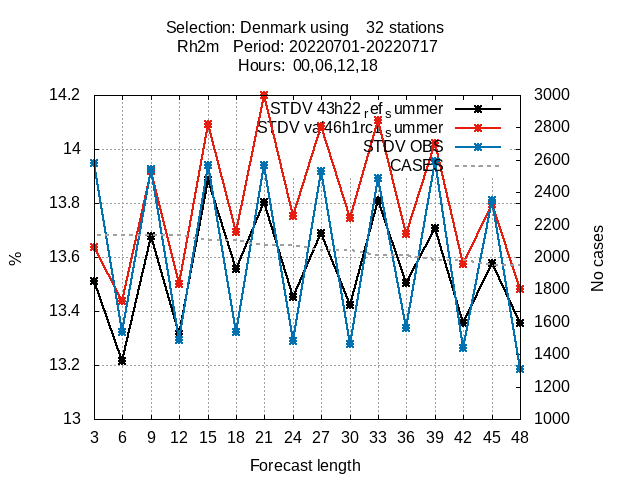 Selection: Denmark using 32 stations
Rh2m Period: 20220701-20220717
Hours: 00,06,12,18
14.2
14
13.8
13.6
13.4
13.2
13
%
STDV 43h22refsummer
STDV OBS
CASES
3000
2800
2600
2400
2200
2000
1800
1600
1400
1200
1000
No cases
3 6 9 12 15 18 21 24 27 30 33 36 39 42 45 48
Forecast length